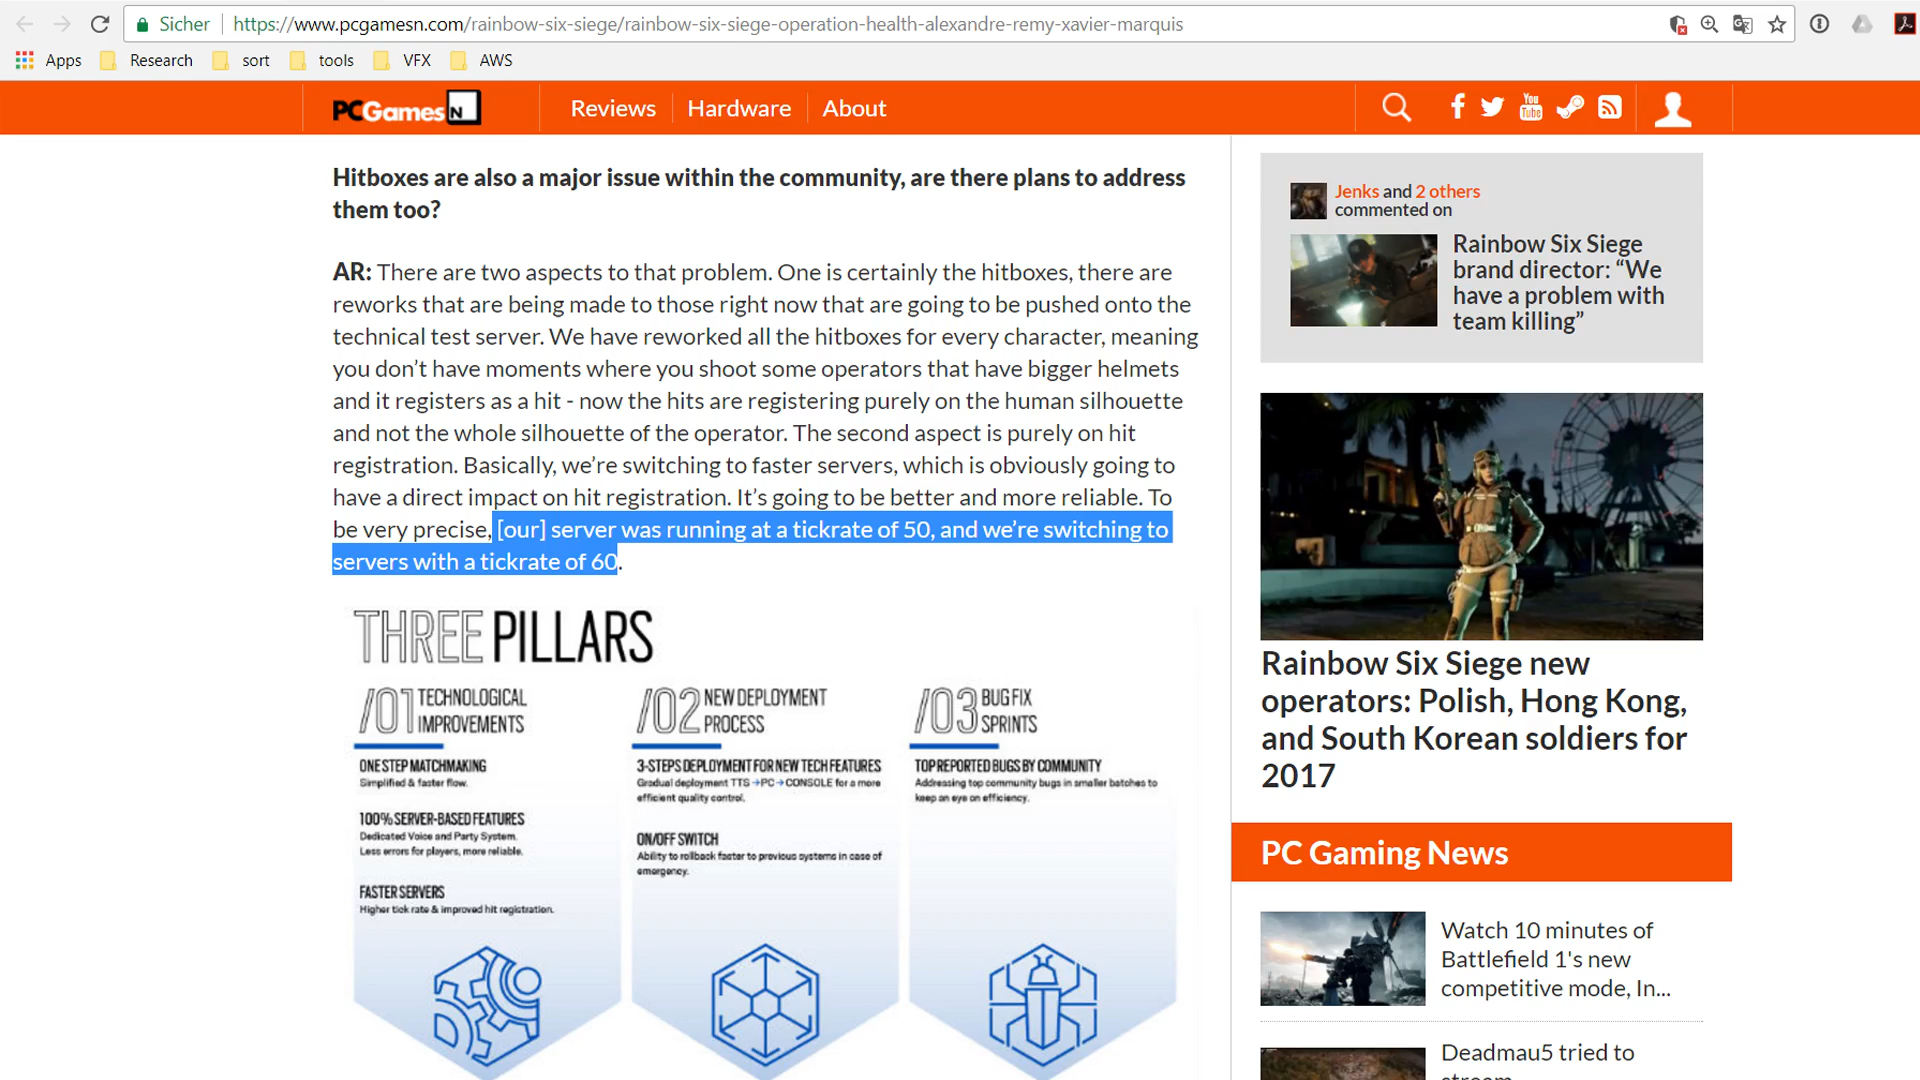 Sicher
https://www.pcgamesn.com/rainbow-six-siege/rainbow-six-siege-operation-health-alexandre-remy-xavier-marquis
Apps
Research
sort
tools
VFX
AWS
PCGamesN
Reviews
Hardware
About
You
Tube
Hitboxes are also a major issue within the community, are there plans to address
them too?
AR: There are two aspects to that problem. One is certainly the hitboxes, there are
reworks that are being made to those right now that are going to be pushed onto the
technical test server. We have reworked all the hitboxes for every character, meaning
you don’t have moments where you shoot some operators that have bigger helmets
and it registers as a hit - now the hits are registering purely on the human silhouette
and not the whole silhouette of the operator. The second aspect is purely on hit
registration. Basically, we’re switching to faster servers, which is obviously going to
have a direct impact on hit registration. It’s going to be better and more reliable. To
be very precise, [our] server was running at a tickrate of 50, and we’re switching to
servers with a tickrate of 60.
THREE PILLARS
/01 TECHNOLOGICAL
IMPROVEMENTS
ONE STEP MATCHMAKING
Simplified & faster flow.
100% SERVER-BASED FEATURES
Dedicated Voice and Party System.
Less errors for players, more reliable.
FASTER SERVERS
Higher tick rate & improved hit registration.
/02 NEW DEPLOYMENT
PROCESS
3-STEPS DEPLOYMENT FOR NEW TECH FEATURES
Gradual deployment TTS → PC → CONSOLE for a more
efficient quality control.
ON/OFF SWITCH
Ability to rollback faster to previous systems in case of
emergency.
/03 BUG FIX
SPRINTS
TOP REPORTED BUGS BY COMMUNITY
Addressing top community bugs in smaller batches to
keep an eye on efficiency.
Jenks and 2 others
commented on
Rainbow Six Siege
brand director: “We
have a problem with
team killing”
Rainbow Six Siege new
operators: Polish, Hong Kong,
and South Korean soldiers for
2017
PC Gaming News
Watch 10 minutes of
Battlefield 1's new
competitive mode, In...
Deadmau5 tried to
stream